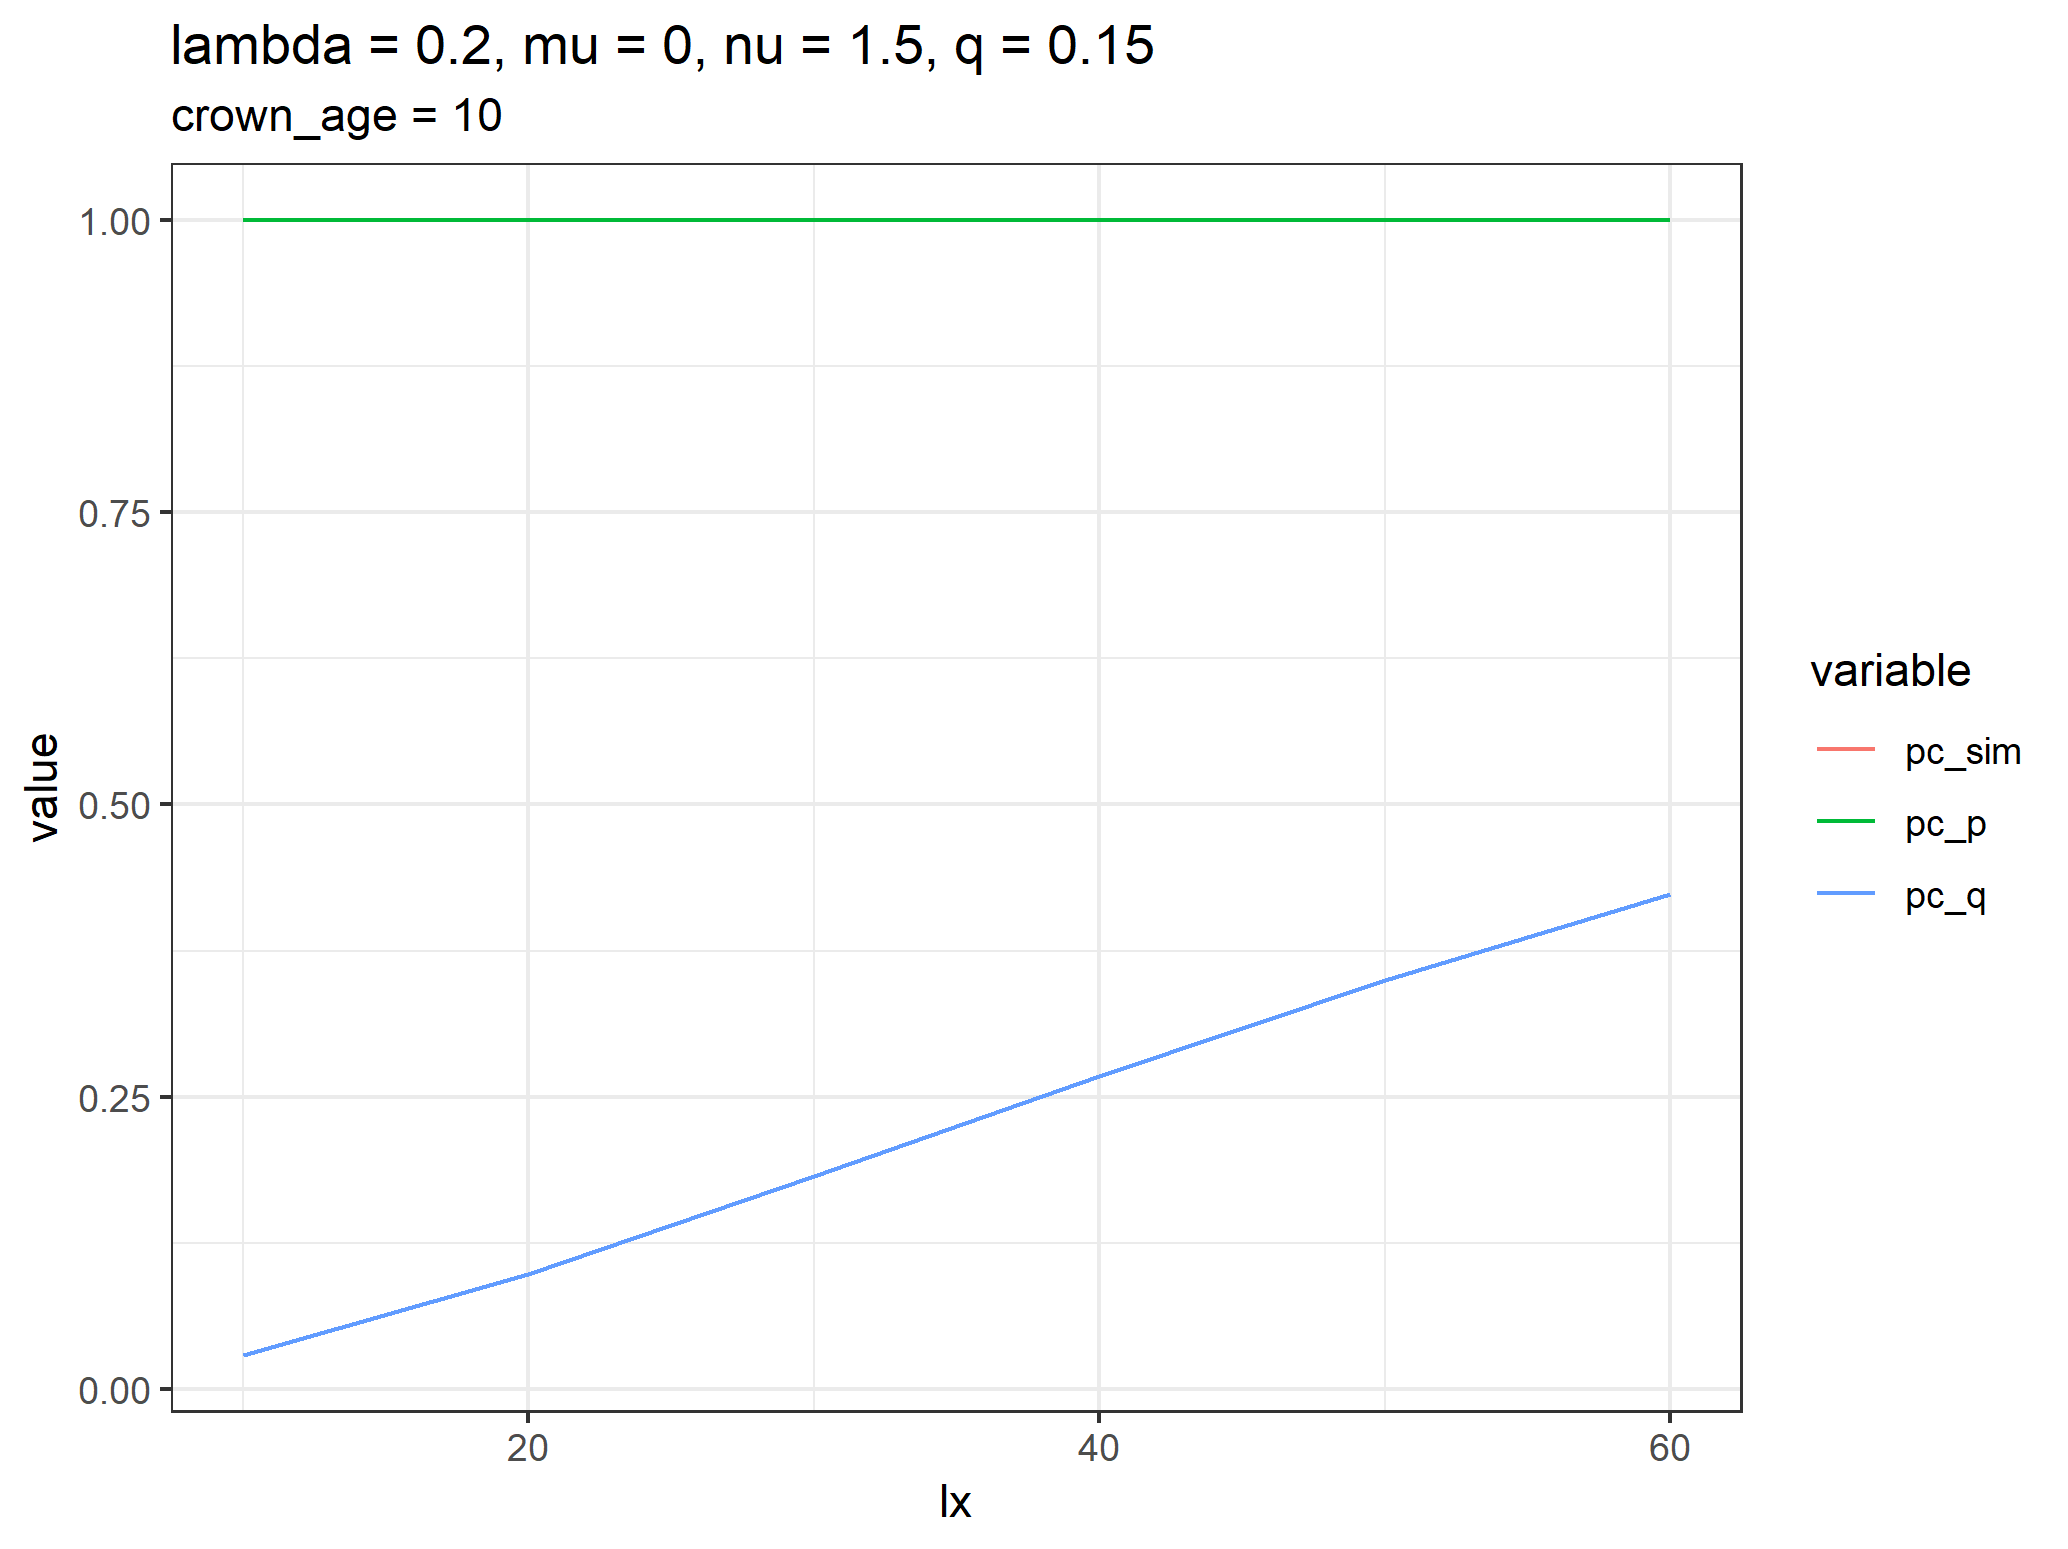 lambda = 0.2, mu = 0, nu = 1.5, q = 0.15
crown_age = 10
1.00
0.75
0.50
0.25
0.00
value
20 40 60
lx
variable
pc_sim
pc_p
pc_q